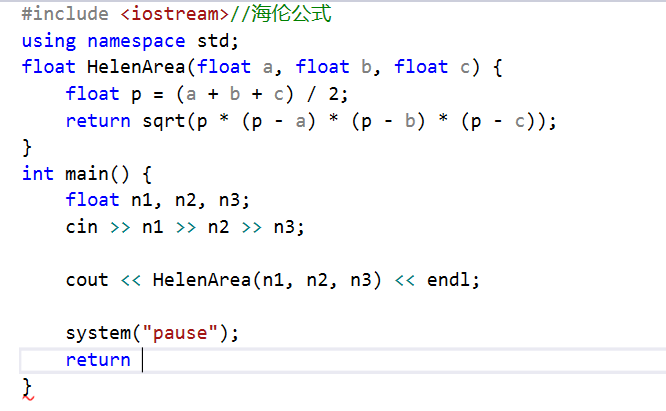 #include <iostream>//海伦公式
using namespace std;
float HelenArea(float a, float b, float c) {
float p = (a + b + c) / 2;
return sqrt(p * (p - a) * (p - b) * (p - c));
}
int main() {
float n1, n2, n3;
cin >> n1 >> n2 >> n3;
cout << HelenArea(n1, n2, n3) << endl;
system("pause");
return
}